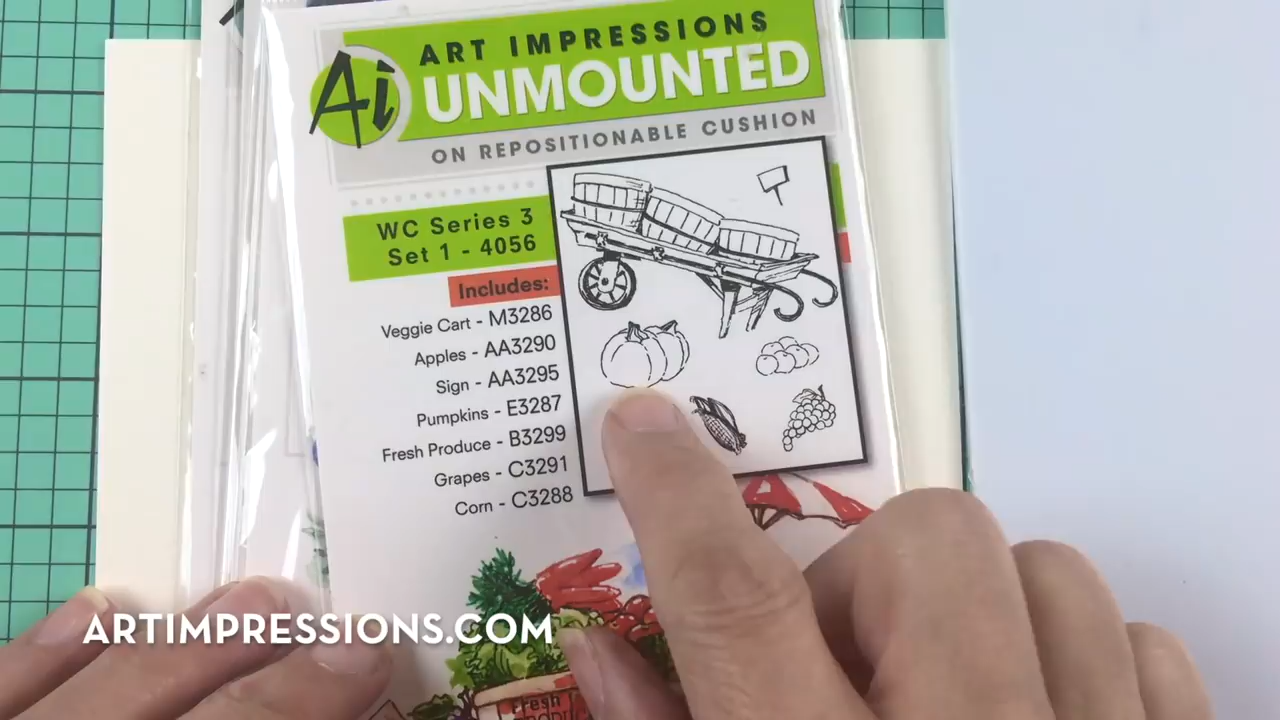 Ai
ART IMPRESSIONS
UNMOUNTED
ON REPOSITIONABLE CUSHION
WC Series 3
Set 1 - 4056
Includes:
Veggie Cart - M3286
Apples - AA3290
Sign - AA3295
Pumpkins - E3287
Fresh Produce - B3299
Grapes - C3291
Corn - C3288
ARTIMPRESSIONS.COM
Fresh